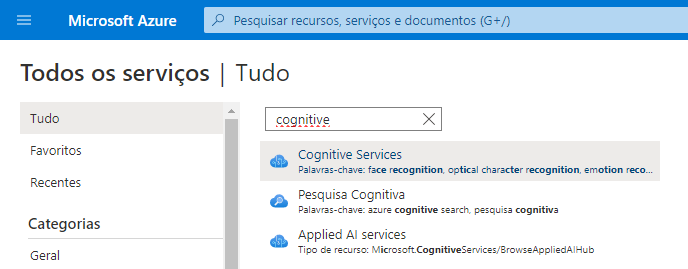 Microsoft Azure
Pesquisar recursos, serviços e documentos (G+/)
Todos os serviços | Tudo
Tudo
Favoritos
Recentes
Categorias
Geral
cognitive
Cognitive Services
Palavras-chave: face recognition, optical character recognition, emotion reco...
Pesquisa Cognitiva
Palavras-chave: azure cognitive search, pesquisa cognitiva
Applied AI services
Tipo de recurso: Microsoft.CognitiveServices/BrowseAppliedAIHub